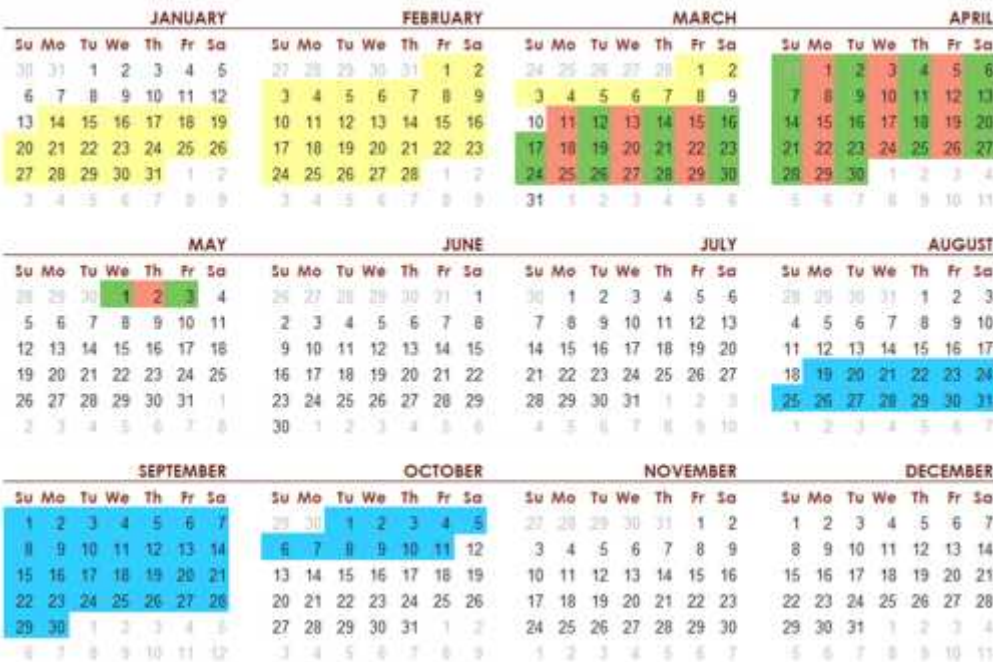 JANUARY FEBRUARY MARCH APRIL
Su Mo Tu We Th Fr Sa Su Mo Tu We Th Fr Sa Su Mo Tu We Th Fr Sa Su Mo Tu We Th Fr Sa
30 31 1 2 3 4 5 27 28 29 30 31 1 2 24 25 26 27 28 1 2 1 2 3 4 5 6
6 7 8 9 10 11 12 3 4 5 6 7 8 9 3 4 5 6 7 8 9 7 8 9 10 11 12 13
13 14 15 16 17 18 19 10 11 12 13 14 15 16 10 11 12 13 14 15 16 14 15 16 17 18 19 20
20 21 22 23 24 25 26 17 18 19 20 21 22 23 17 18 19 20 21 22 23 21 22 23 24 25 26 27
27 28 29 30 31 1 2 24 25 26 27 28 1 2 24 25 26 27 28 29 30 28 29 30 1 2 3 4
3 4 5 6 7 8 9 3 4 5 6 7 8 9 31 1 2 3 4 5 6 5 6 7 8 9 10 11
MAY JUNE JULY AUGUST
Su Mo Tu We Th Fr Sa Su Mo Tu We Th Fr Sa Su Mo Tu We Th Fr Sa Su Mo Tu We Th Fr Sa
28 29 30 1 2 3 4 26 27 28 29 30 31 1 30 1 2 3 4 5 6 28 29 30 31 1 2 3
5 6 7 8 9 10 11 2 3 4 5 6 7 8 7 8 9 10 11 12 13 4 5 6 7 8 9 10
12 13 14 15 16 17 18 9 10 11 12 13 14 15 14 15 16 17 18 19 20 11 12 13 14 15 16 17
19 20 21 22 23 24 25 16 17 18 19 20 21 22 21 22 23 24 25 26 27 18 19 20 21 22 23 24
26 27 28 29 30 31 1 23 24 25 26 27 28 29 28 29 30 31 1 2 3 25 26 27 28 29 30 31
2 3 4 5 6 7 8 30 1 2 3 4 5 6 4 5 6 7 8 9 10 1 2 3 4 5 6 7
SEPTEMBER OCTOBER NOVEMBER DECEMBER
Su Mo Tu We Th Fr Sa Su Mo Tu We Th Fr Sa Su Mo Tu We Th Fr Sa Su Mo Tu We Th Fr Sa
1 2 3 4 5 6 7 29 30 1 2 3 4 5 27 28 29 30 31 1 2 1 2 3 4 5 6 7
8 9 10 11 12 13 14 6 7 8 9 10 11 12 3 4 5 6 7 8 9 8 9 10 11 12 13 14
15 16 17 18 19 20 21 13 14 15 16 17 18 19 10 11 12 13 14 15 16 15 16 17 18 19 20 21
22 23 24 25 26 27 28 20 21 22 23 24 25 26 17 18 19 20 21 22 23 22 23 24 25 26 27 28
29 30 1 2 3 4 5 27 28 29 30 31 1 2 24 25 26 27 28 29 30 29 30 31 1 2 3 4
6 7 8 9 10 11 12 3 4 5 6 7 8 9 1 2 3 4 5 6 7 5 6 7 8 9 10 11